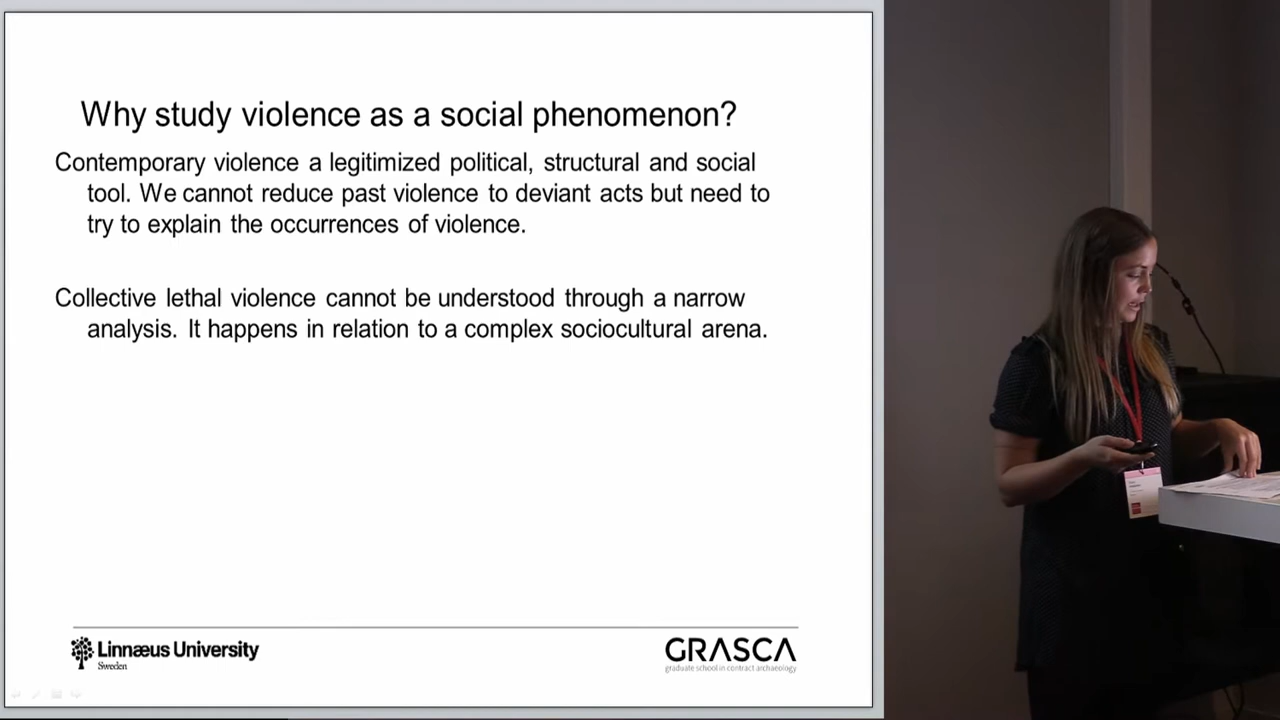 Why study violence as a social phenomenon?
Contemporary violence a legitimized political, structural and social
tool. We cannot reduce past violence to deviant acts but need to
try to explain the occurrences of violence.
Collective lethal violence cannot be understood through a narrow
analysis. It happens in relation to a complex sociocultural arena.
Linnæus University
Sweden
GRASCA
graduate school in contract archaeology